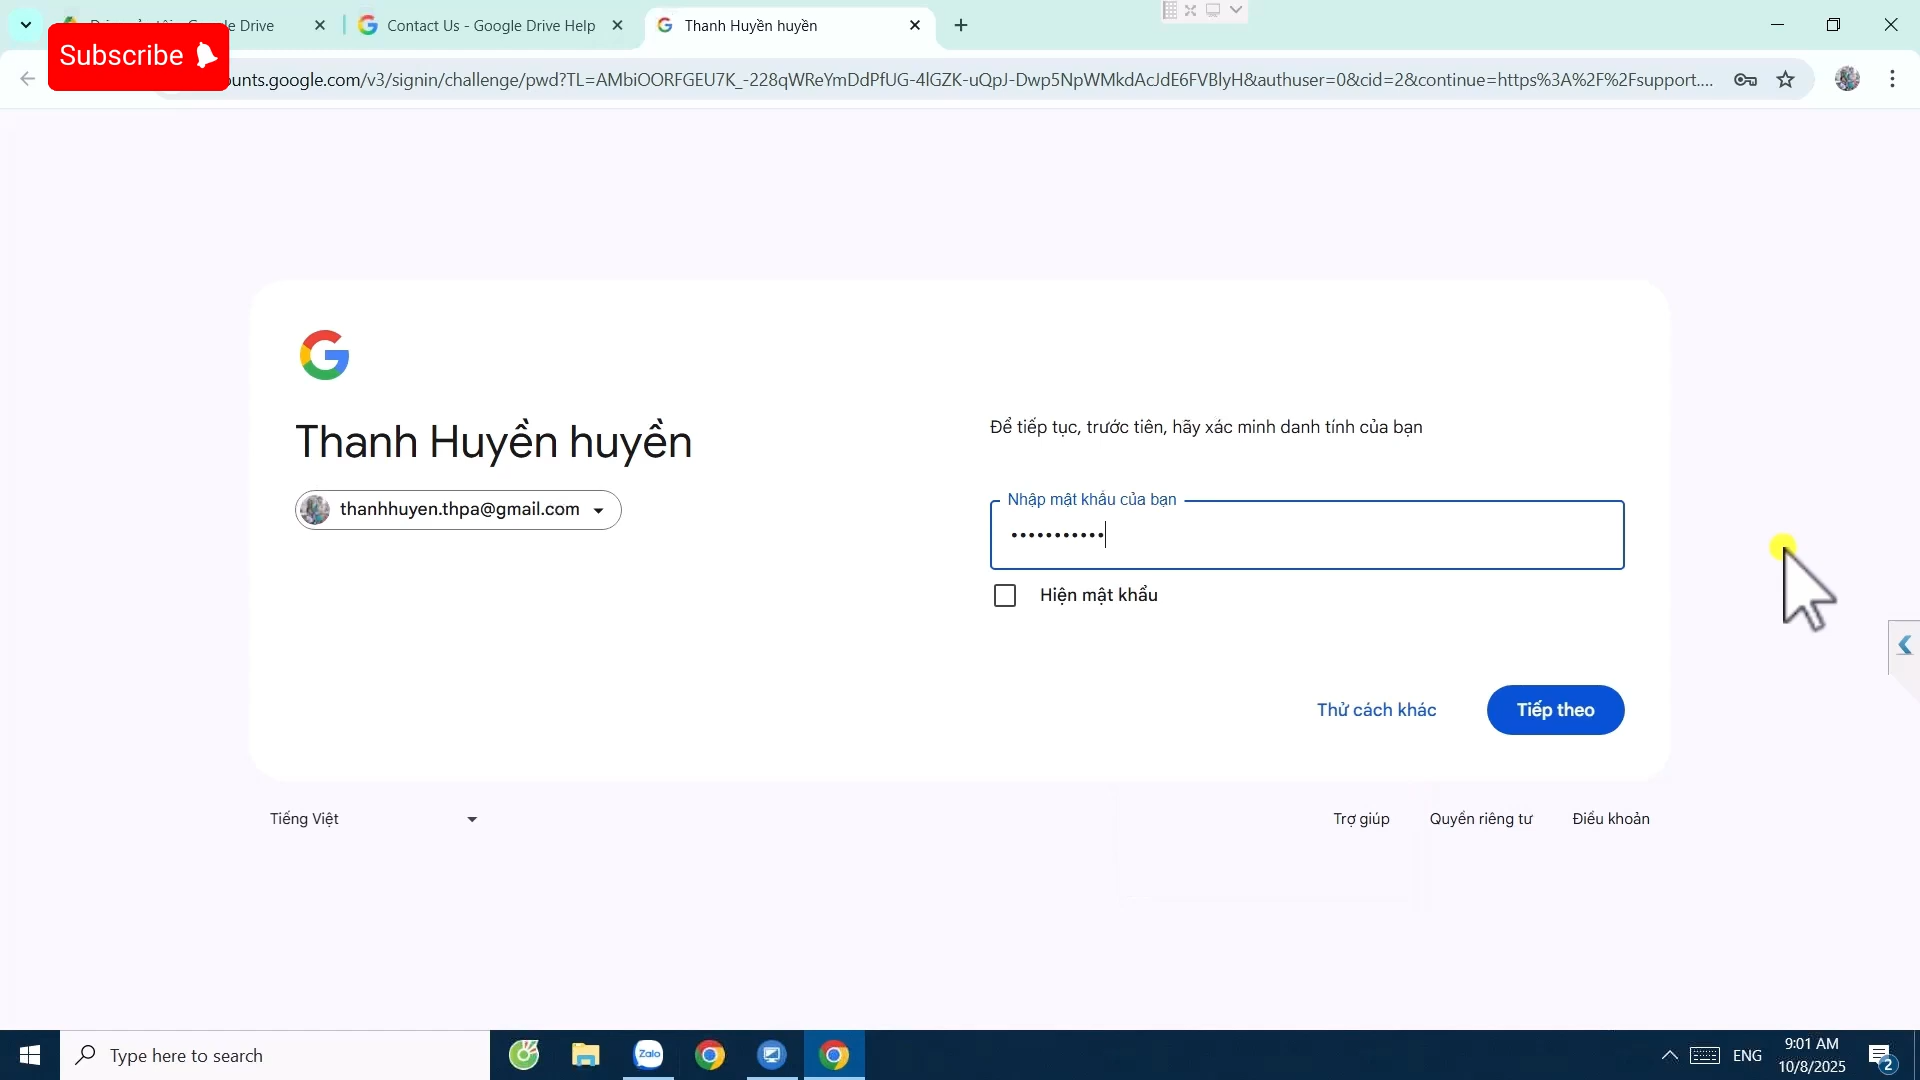 e Drive
Contact Us - Google Drive Help
Thanh Huyền huyền
Subscribe
unts.google.com/v3/signin/challenge/pwd?TL=AMbiOORFGEU7K_-228qWReYmDdPfUG-4lGZK-uQpJ-Dwp5NpWMkdAcJdE6FVBlyH&authuser=0&cid=2&continue=https%3A%2F%2Fsupport....
Thanh Huyền huyền
thanhhuyen.thpa@gmail.com
Để tiếp tục, trước tiên, hãy xác minh danh tính của bạn
Nhập mật khẩu của bạn
•••••••••••
Hiện mật khẩu
Thử cách khác
Tiếp theo
Tiếng Việt
Trợ giúp
Quyền riêng tư
Điều khoản
Type here to search
Zalo
ENG
9:01 AM
10/8/2025
2